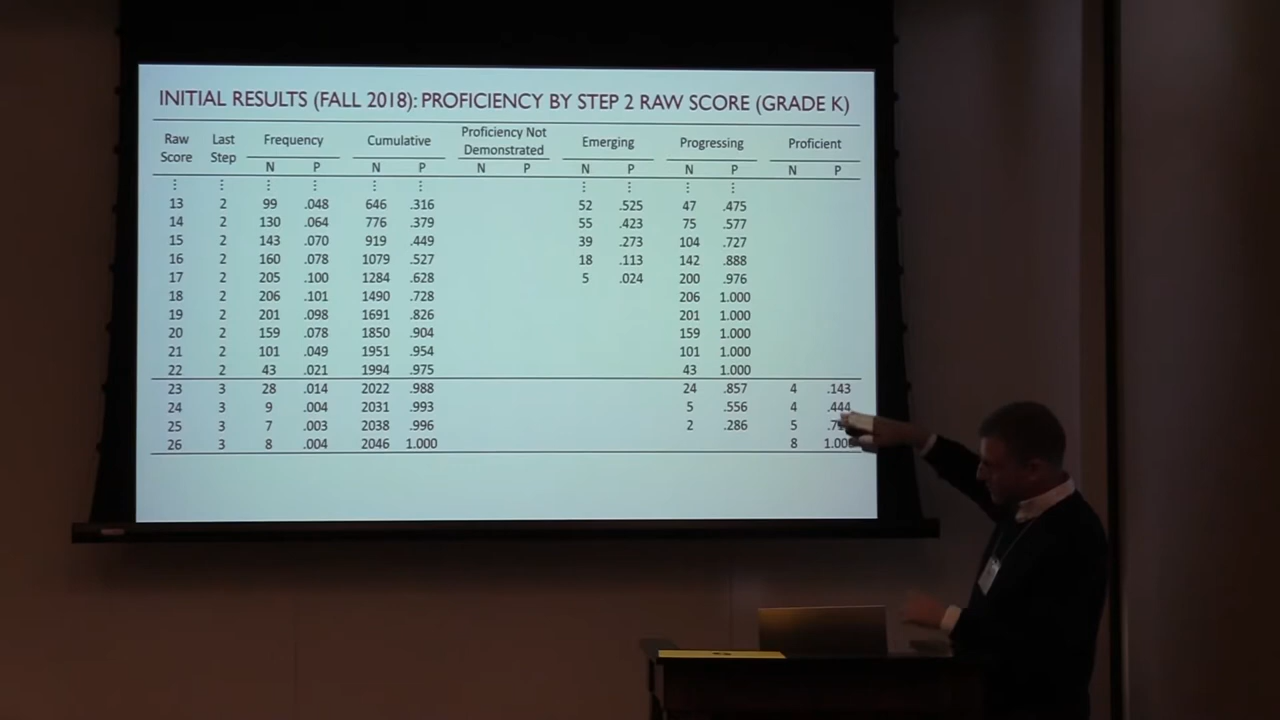 INITIAL RESULTS (FALL 2018): PROFICIENCY BY STEP 2 RAW SCORE (GRADE K)
Raw Score Last Step Frequency Cumulative Proficiency Not Demonstrated Emerging Progressing Proficient
N P N P N P N P N P N P
⋮ ⋮ ⋮ ⋮ ⋮ ⋮ ⋮ ⋮ ⋮ ⋮
13 2 99 .048 646 .316 52 .525 47 .475
14 2 130 .064 776 .379 55 .423 75 .577
15 2 143 .070 919 .449 39 .273 104 .727
16 2 160 .078 1079 .527 18 .113 142 .888
17 2 205 .100 1284 .628 5 .024 200 .976
18 2 206 .101 1490 .728 206 1.000
19 2 201 .098 1691 .826 201 1.000
20 2 159 .078 1850 .904 159 1.000
21 2 101 .049 1951 .954 101 1.000
22 2 43 .021 1994 .975 43 1.000
23 3 28 .014 2022 .988 24 .857 4 .143
24 3 9 .004 2031 .993 5 .556 4 .444
25 3 7 .003 2038 .996 2 .286 5
26 3 8 .004 2046 1.000 8 1.000